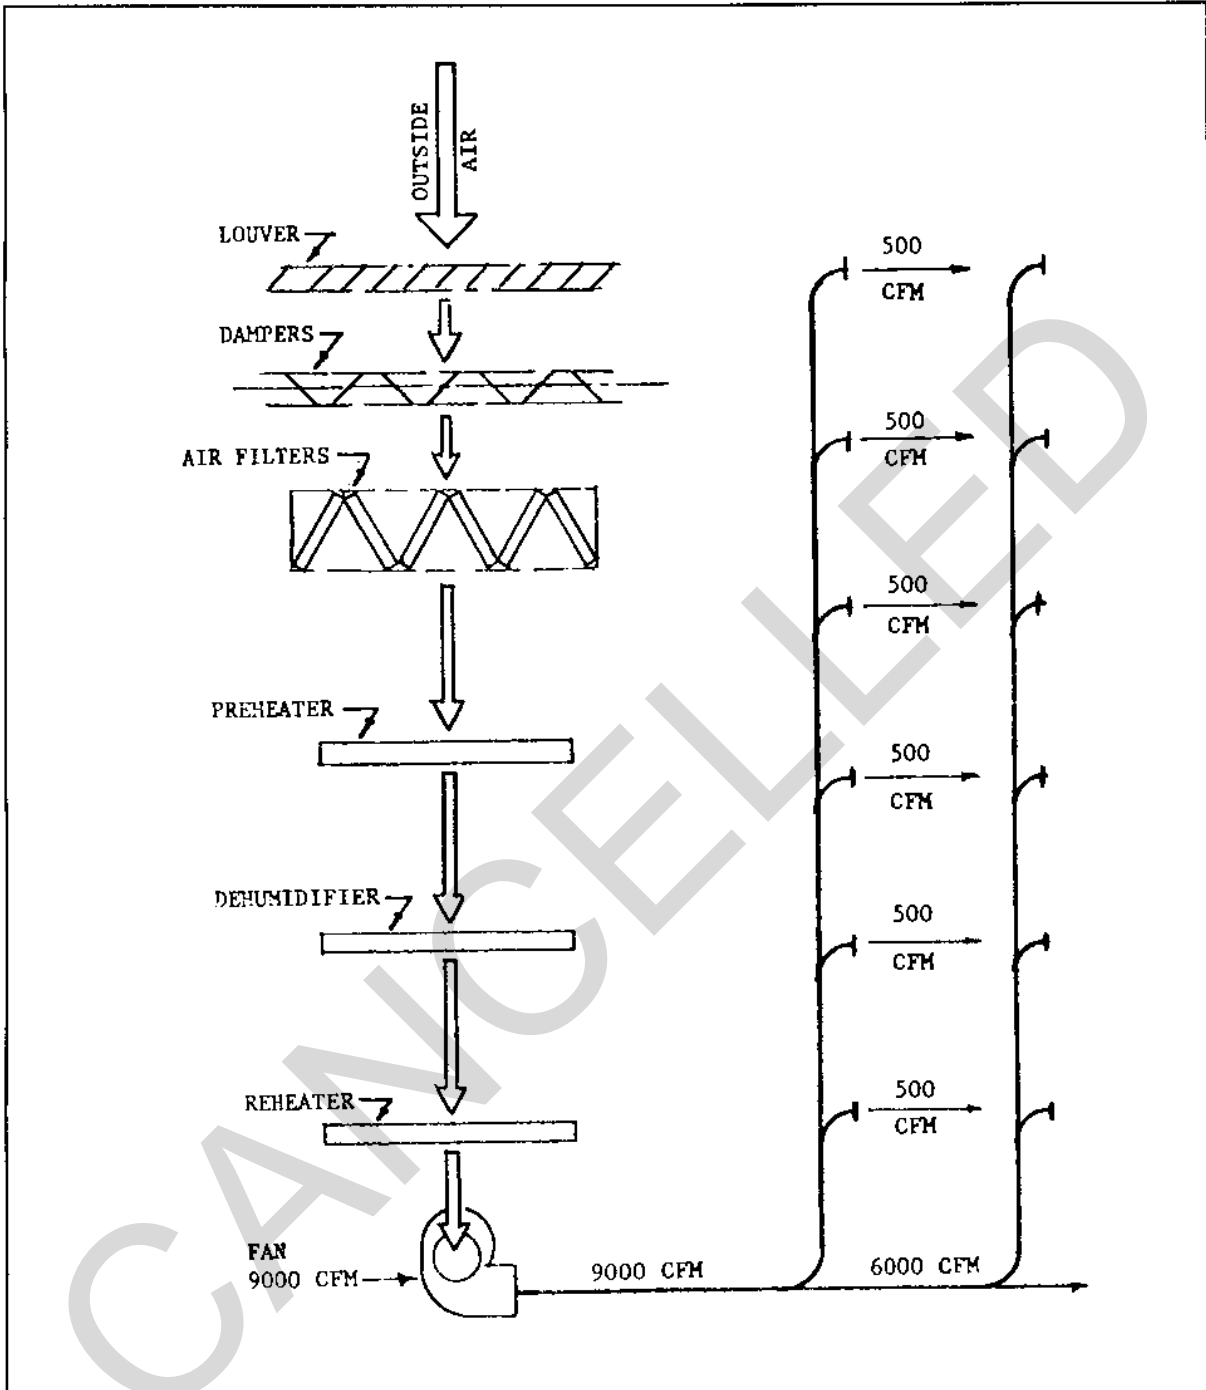 OUTSIDE
AIR
LOUVER
DAMPERS
AIR FILTERS
PREHEATER
DEHUMIDIFIER
REHEATER
FAN
9000 CFM
9000 CFM
6000 CFM
500
CFM
500
CFM
500
CFM
500
CFM
500
CFM
500
CFM
CANCELLED